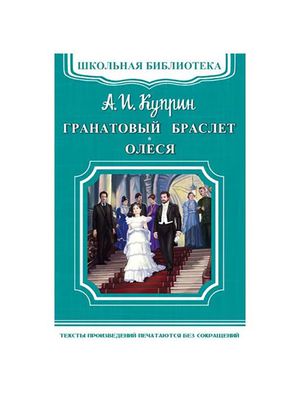 ШКОЛЬНАЯ БИБЛИОТЕКА
А.И.Куприн
ГРАНАТОВЫЙ БРАСЛЕТ
*
ОЛЕСЯ
ТЕКСТЫ ПРОИЗВЕДЕНИЙ ПЕЧАТАЮТСЯ БЕЗ СОКРАЩЕНИЙ